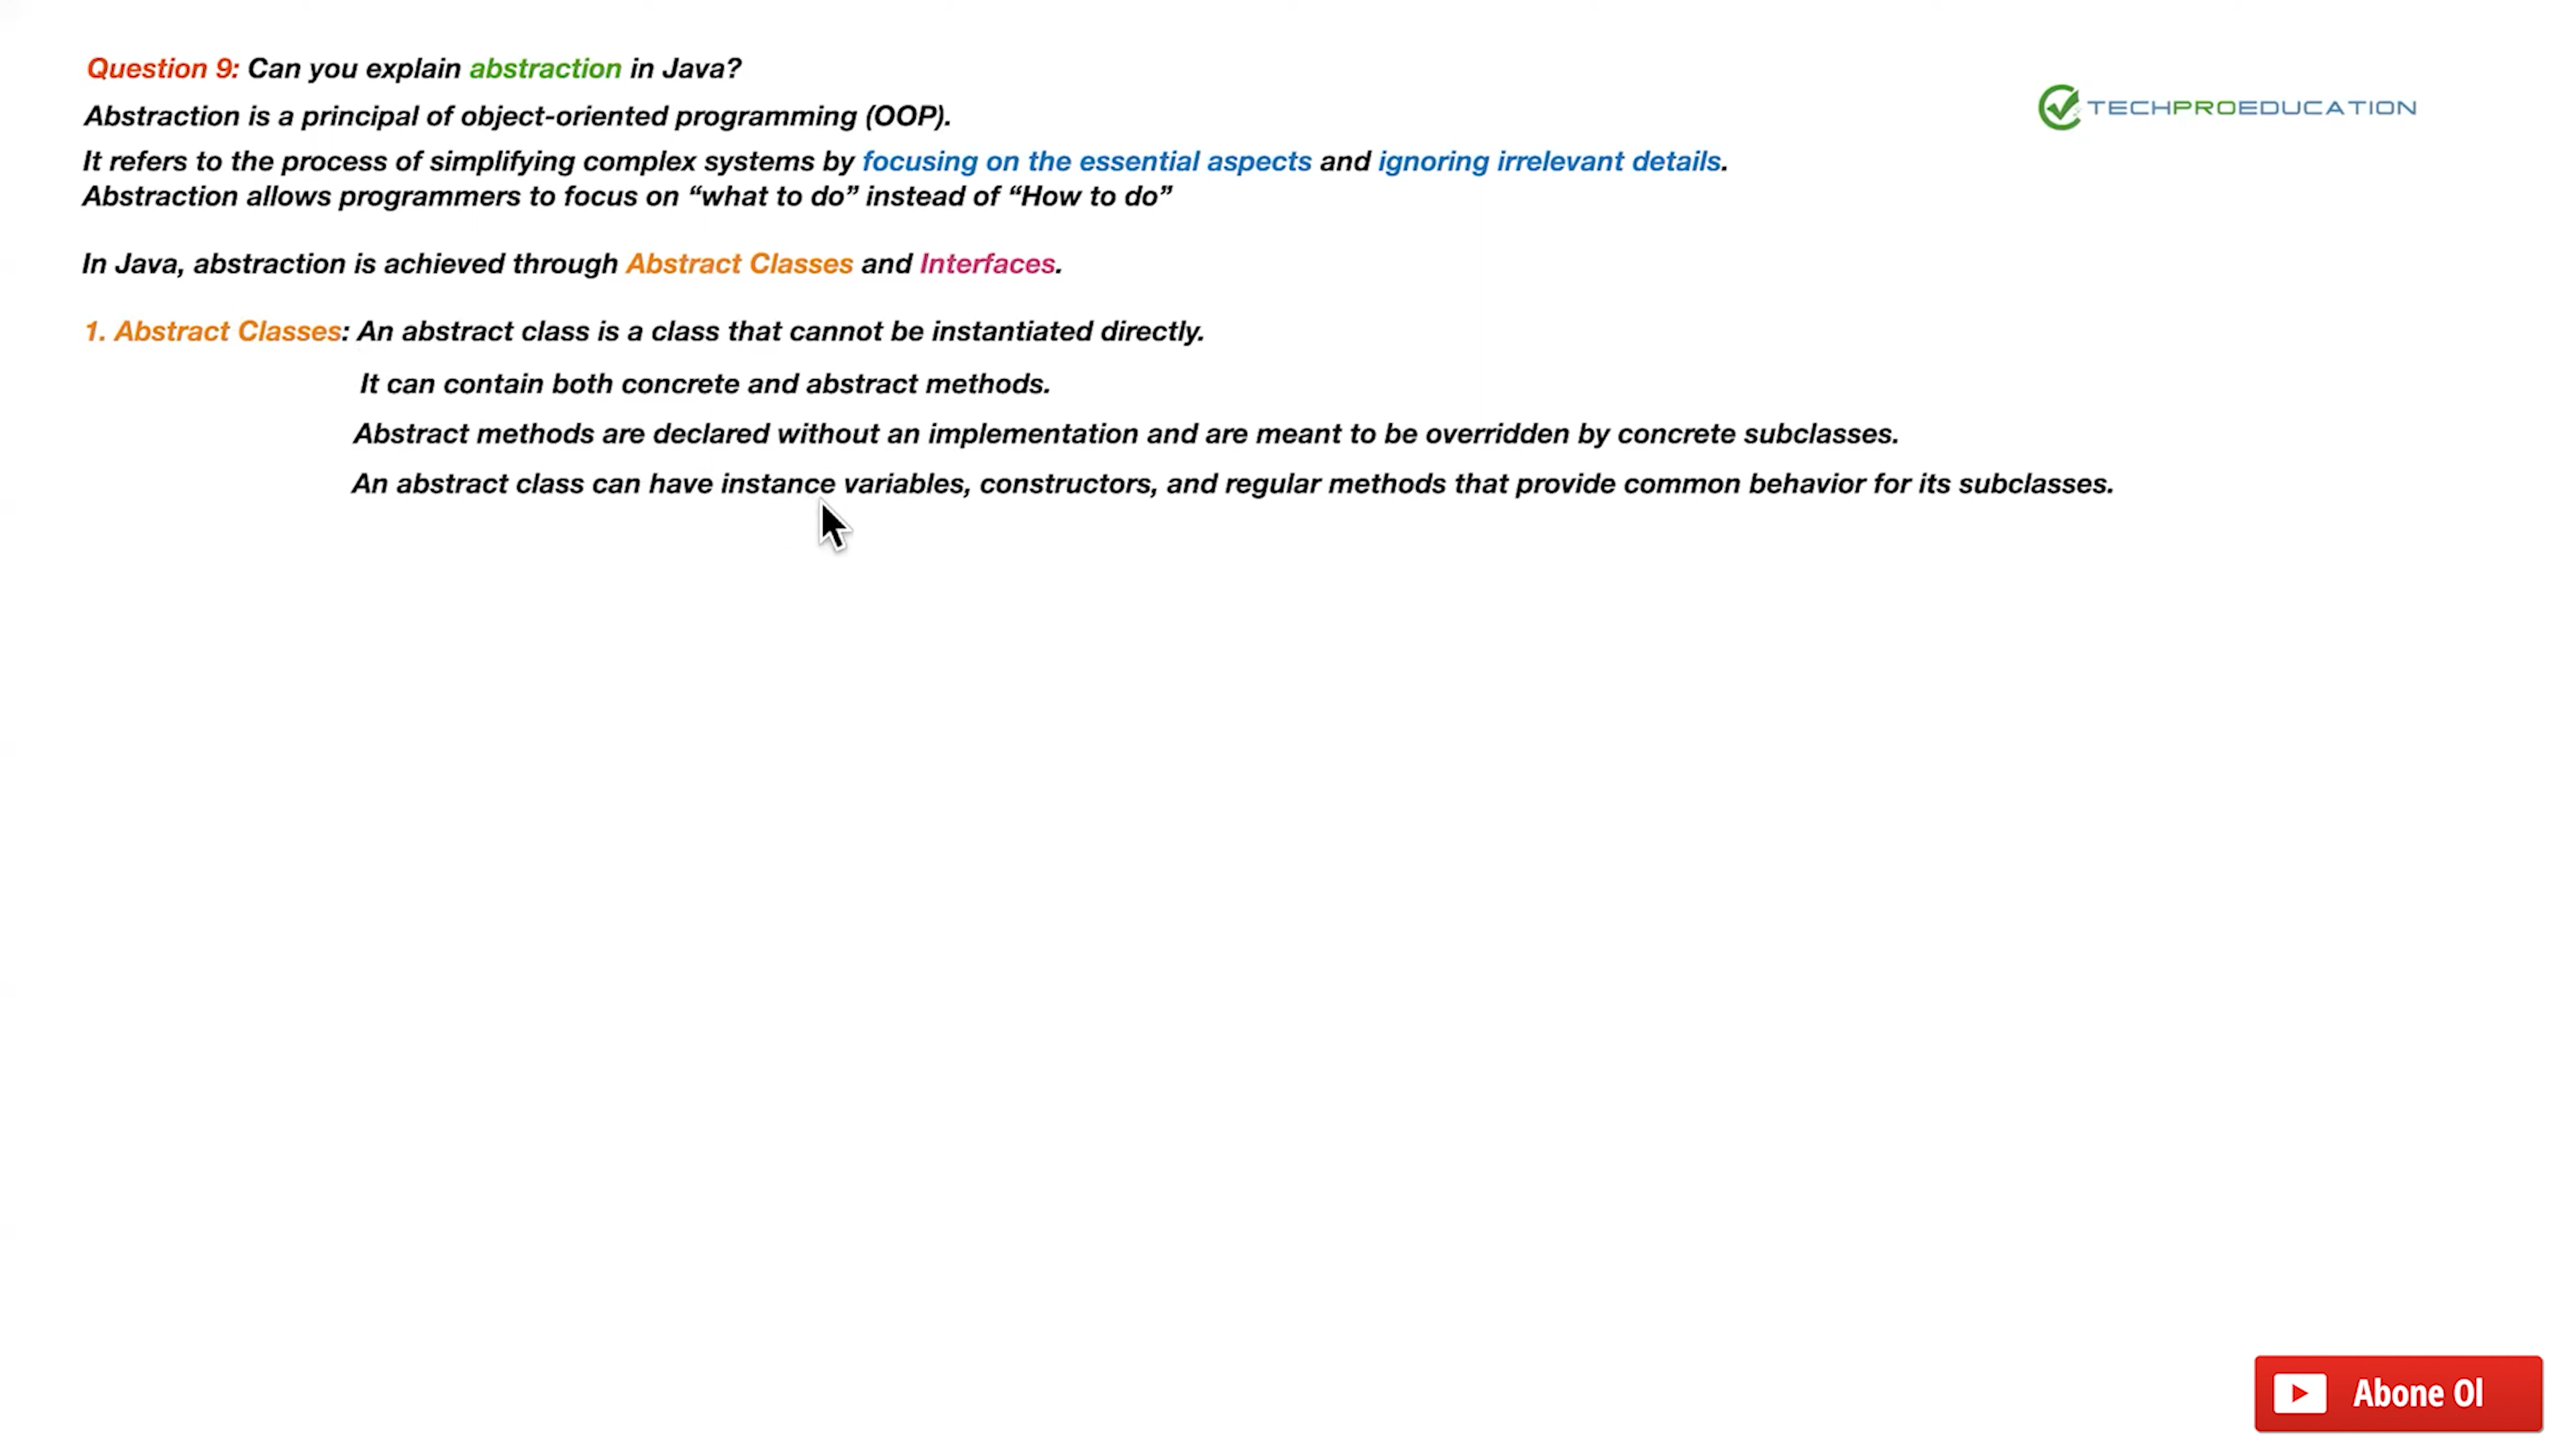 Question 9: Can you explain abstraction in Java?
Abstraction is a principal of object-oriented programming (OOP).
TECHPROEDUCATION
It refers to the process of simplifying complex systems by focusing on the essential aspects and ignoring irrelevant details.
Abstraction allows programmers to focus on “what to do” instead of “How to do”
In Java, abstraction is achieved through Abstract Classes and Interfaces.
1. Abstract Classes: An abstract class is a class that cannot be instantiated directly.
It can contain both concrete and abstract methods.
Abstract methods are declared without an implementation and are meant to be overridden by concrete subclasses.
An abstract class can have instance variables, constructors, and regular methods that provide common behavior for its subclasses.
Abone Ol